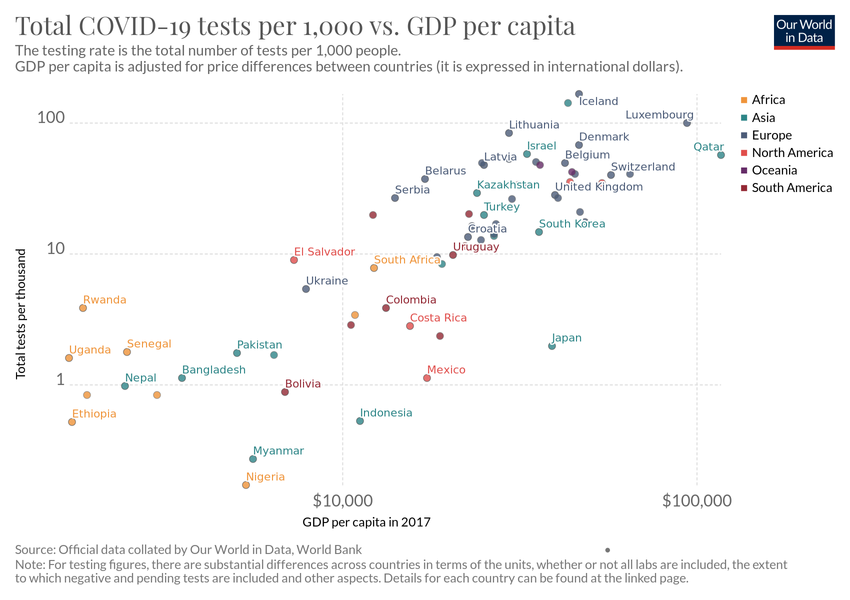 Total COVID-19 tests per 1,000 vs. GDP per capita
Our World
in Data
The testing rate is the total number of tests per 1,000 people.
GDP per capita is adjusted for price differences between countries (it is expressed in international dollars).
Iceland
Africa
Asia
Europe
North America
Oceania
South America
100
Luxembourg
Lithuania
Denmark
Israel
Qatar
Latvia
Belgium
Belarus
Switzerland
Kazakhstan
United Kingdom
Serbia
Turkey
South Korea
Croatia
10
El Salvador
Uruguay
South Africa
Ukraine
Rwanda
Colombia
Costa Rica
Uganda
Senegal
Pakistan
Japan
Nepal
Bangladesh
Mexico
1
Bolivia
Ethiopia
Indonesia
Myanmar
Nigeria
Total tests per thousand
$10,000
$100,000
GDP per capita in 2017
Source: Official data collated by Our World in Data, World Bank
Note: For testing figures, there are substantial differences across countries in terms of the units, whether or not all labs are included, the extent
to which negative and pending tests are included and other aspects. Details for each country can be found at the linked page.